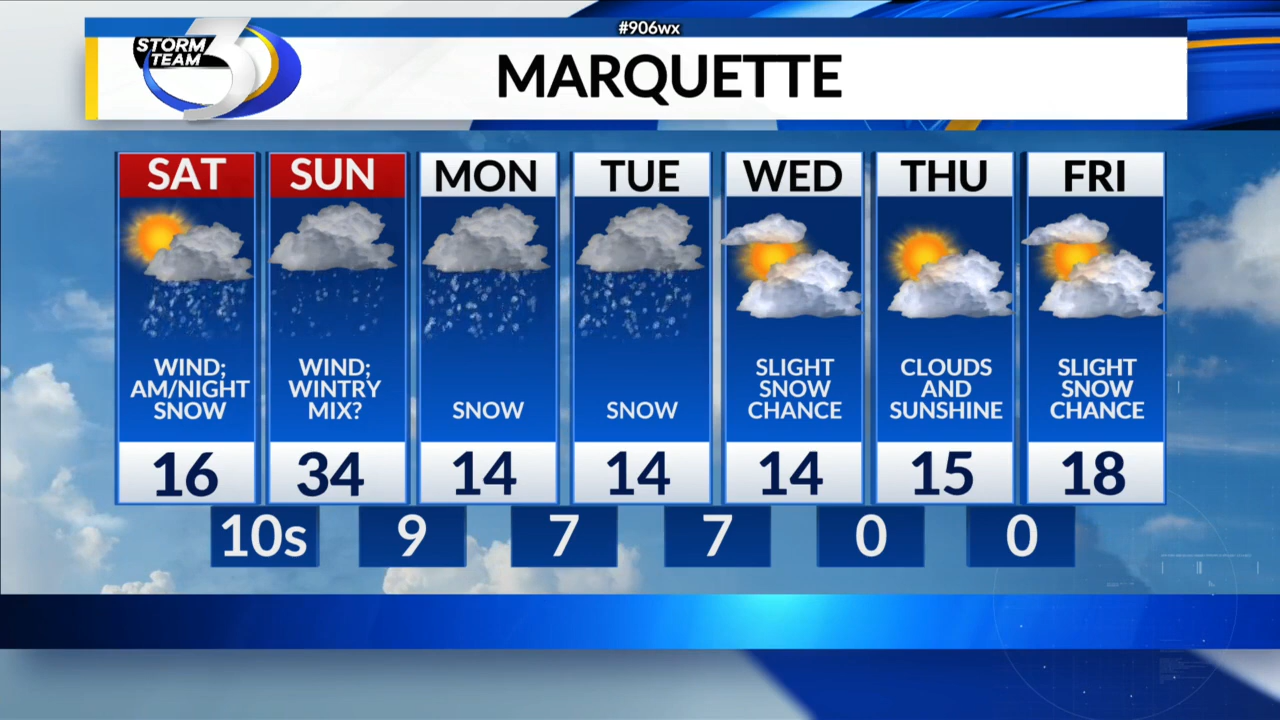 #906wx
STORM
TEAM
3
MARQUETTE
SAT
WIND;
AM/NIGHT
SNOW
16
SUN
WIND;
WINTRY
MIX?
34
MON
SNOW
14
TUE
SNOW
14
WED
SLIGHT
SNOW
CHANCE
14
THU
CLOUDS
AND
SUNSHINE
15
FRI
SLIGHT
SNOW
CHANCE
18
10s
9
7
7
0
0